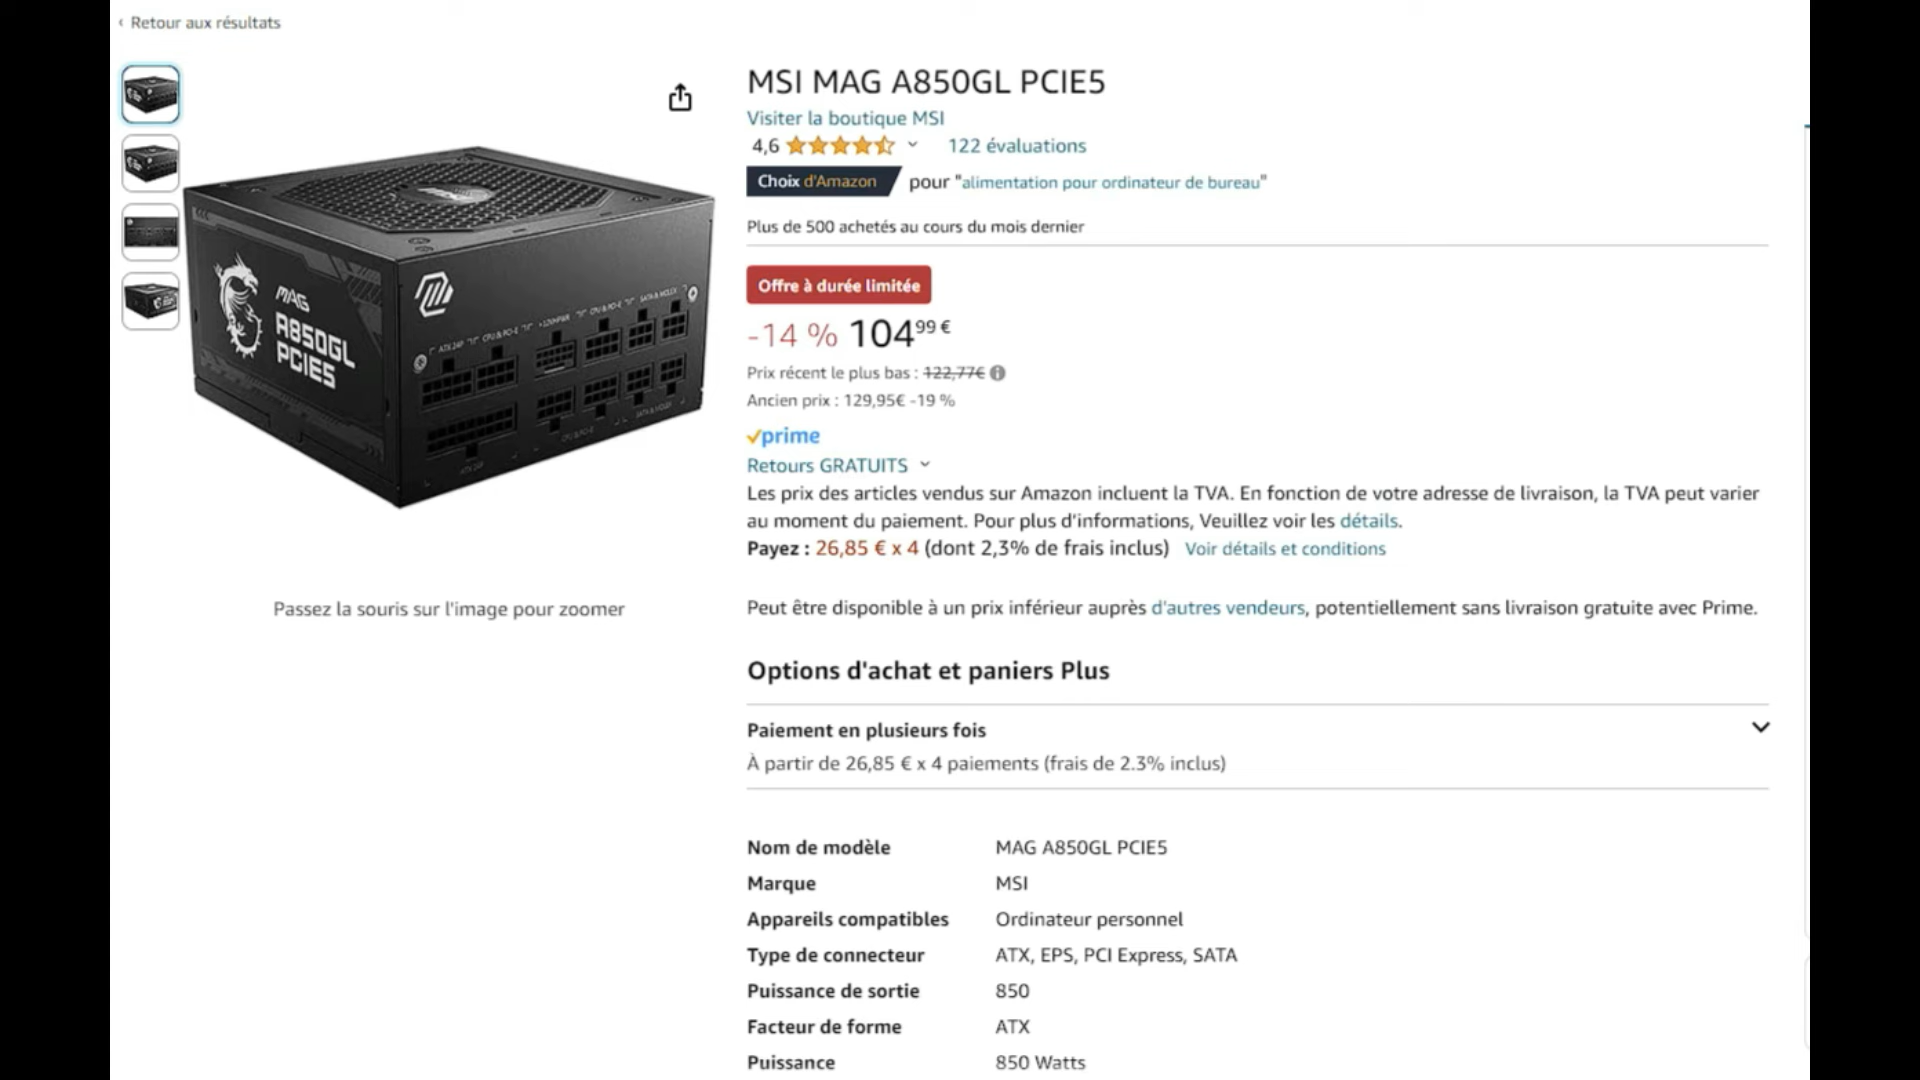 ‹ Retour aux résultats
MSI MAG A850GL PCIE5
Visiter la boutique MSI
4,6
122 évaluations
Choix d'Amazon pour "alimentation pour ordinateur de bureau"
Plus de 500 achetés au cours du mois dernier
Offre à durée limitée
-14 % 104,99 €
Prix récent le plus bas : 122,77€
Ancien prix : 129,95€ -19 %
prime
Retours GRATUITS
Les prix des articles vendus sur Amazon incluent la TVA. En fonction de votre adresse de livraison, la TVA peut varier
au moment du paiement. Pour plus d'informations, Veuillez voir les détails.
Payez : 26,85 € x 4 (dont 2,3% de frais inclus) Voir détails et conditions
Peut être disponible à un prix inférieur auprès d'autres vendeurs, potentiellement sans livraison gratuite avec Prime.
Options d'achat et paniers Plus
Paiement en plusieurs fois
À partir de 26,85 € x 4 paiements (frais de 2.3% inclus)
Nom de modèle MAG A850GL PCIE5
Marque MSI
Appareils compatibles Ordinateur personnel
Type de connecteur ATX, EPS, PCI Express, SATA
Puissance de sortie 850
Facteur de forme ATX
Puissance 850 Watts
MAG
A850GL
PCIE5
Passez la souris sur l'image pour zoomer